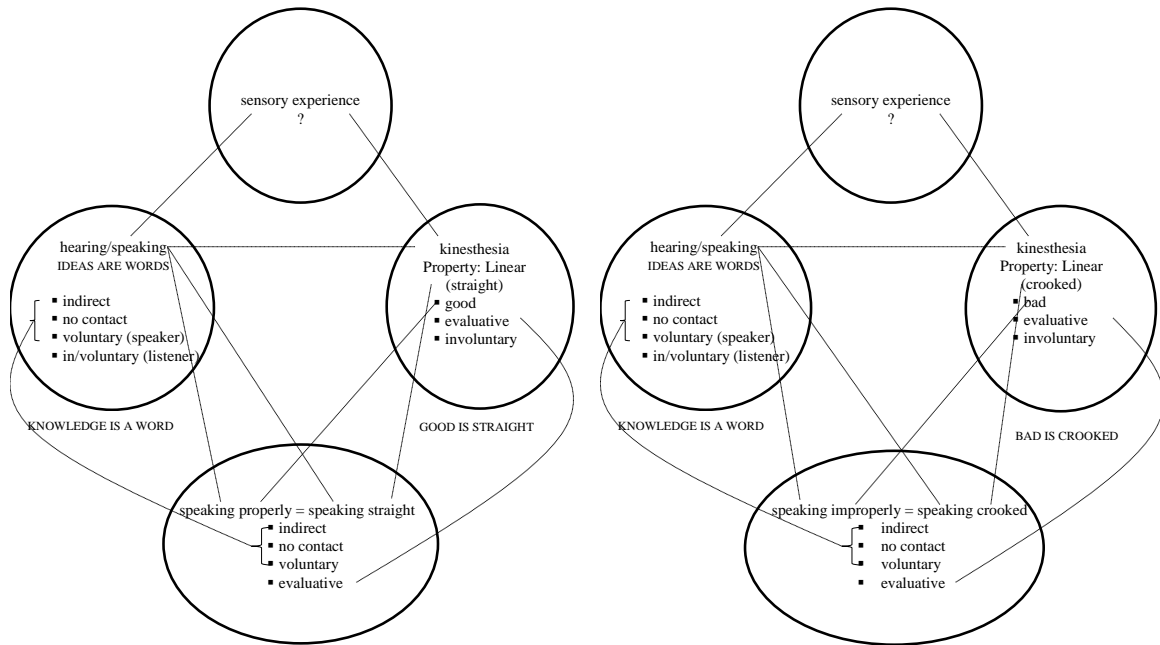 sensory experience
?
hearing/speaking
IDEAS ARE WORDS
▪ indirect
▪ no contact
▪ voluntary (speaker)
▪ in/voluntary (listener)
kinesthesia
Property: Linear
(straight)
▪ good
▪ evaluative
▪ involuntary
KNOWLEDGE IS A WORD
GOOD IS STRAIGHT
speaking properly = speaking straight
▪ indirect
▪ no contact
▪ voluntary
▪ evaluative
sensory experience
?
hearing/speaking
IDEAS ARE WORDS
▪ indirect
▪ no contact
▪ voluntary (speaker)
▪ in/voluntary (listener)
kinesthesia
Property: Linear
(crooked)
▪ bad
▪ evaluative
▪ involuntary
KNOWLEDGE IS A WORD
BAD IS CROOKED
speaking improperly = speaking crooked
▪ indirect
▪ no contact
▪ voluntary
▪ evaluative